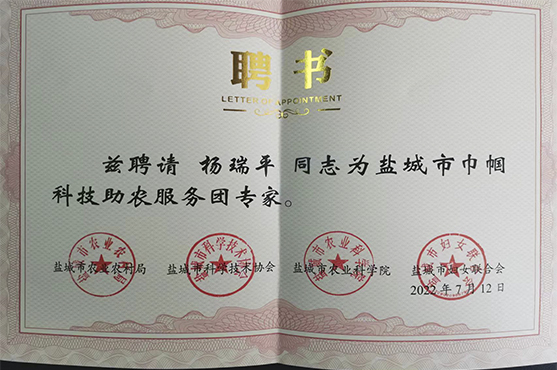 聘书
LETTER OF APPOINTMENT
兹聘请 杨瑞平 同志为盐城市巾帼
科技助农服务团专家。
盐城市农业农村局 盐城市科学技术协会 盐城市农业科学院 盐城市妇女联合会
2022年7月12日